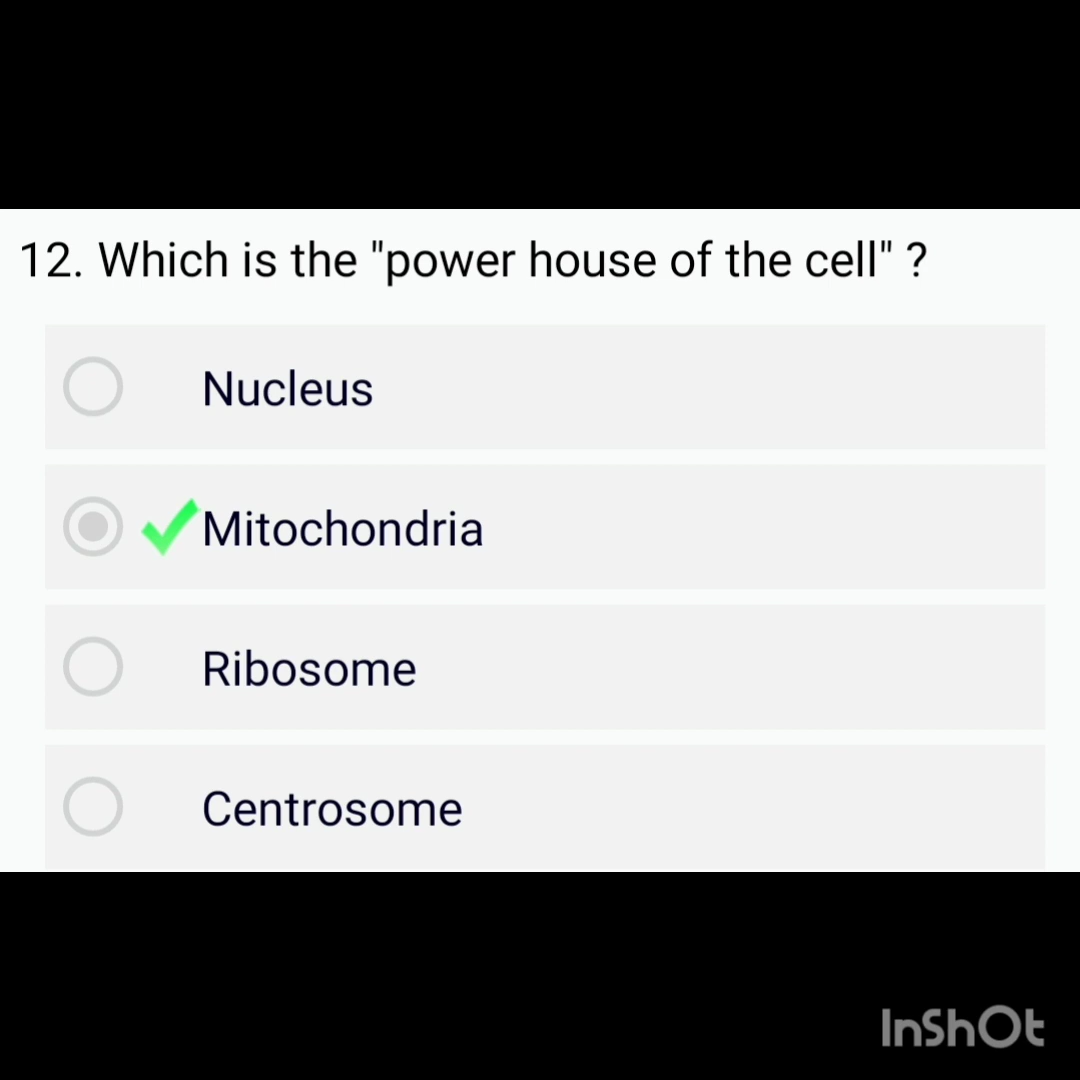 12. Which is the "power house of the cell" ?
Nucleus
Mitochondria
Ribosome
Centrosome
InShOt